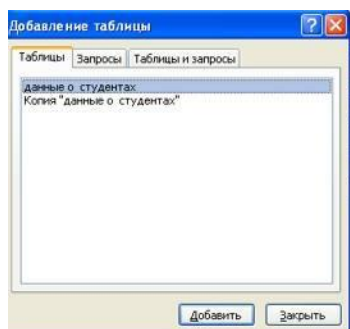 Добавление таблицы
Таблицы Запросы Таблицы и запросы
данные о студентах
Копия "данные о студентах"
Добавить Закрыть